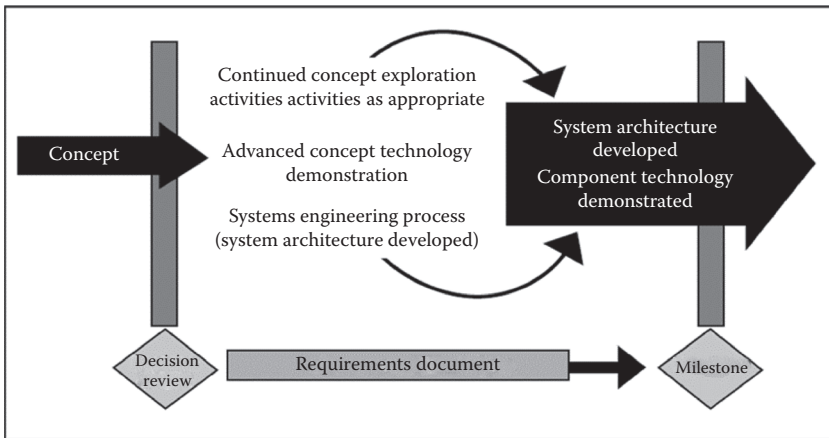 Concept
Continued concept exploration
activities activities as appropriate
Advanced concept technology
demonstration
Systems engineering process
(system architecture developed)
System architecture
developed
Component technology
demonstrated
Decision
review
Requirements document
Milestone